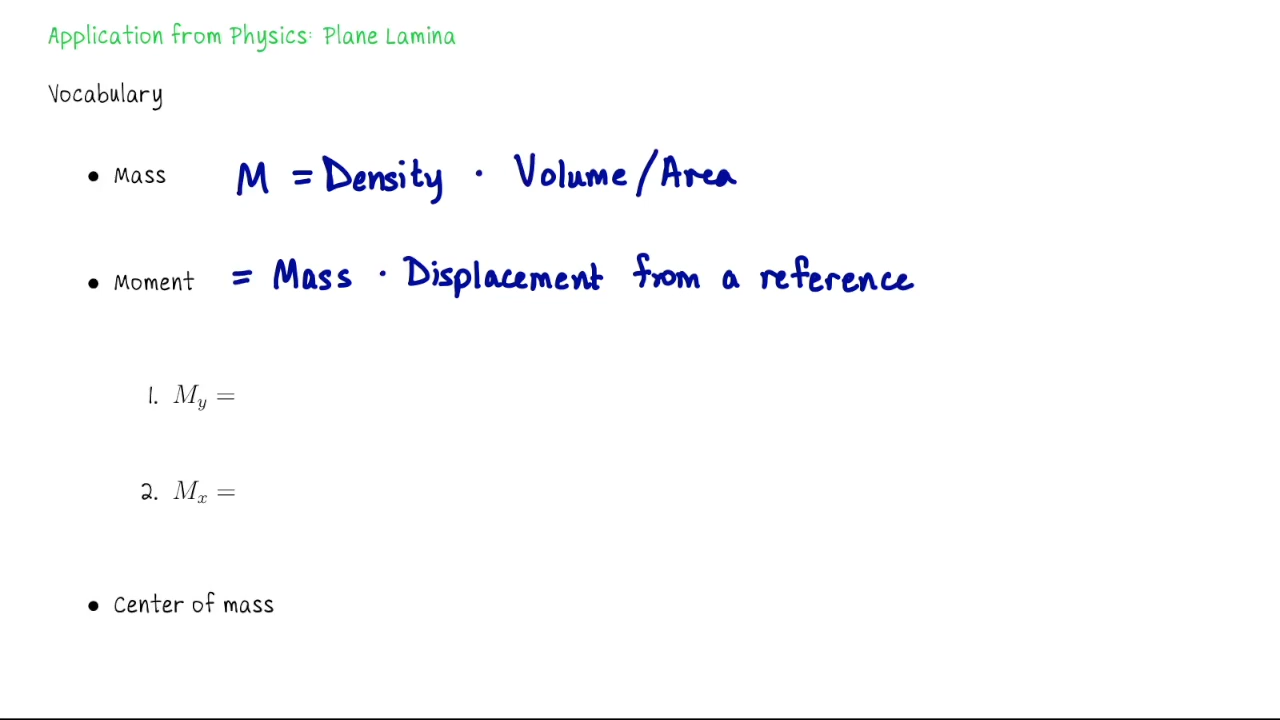 Application from Physics: Plane Lamina
Vocabulary
• Mass M = Density · Volume/Area
• Moment = Mass · Displacement from a reference
1. M_y =
2. M_x =
• Center of mass